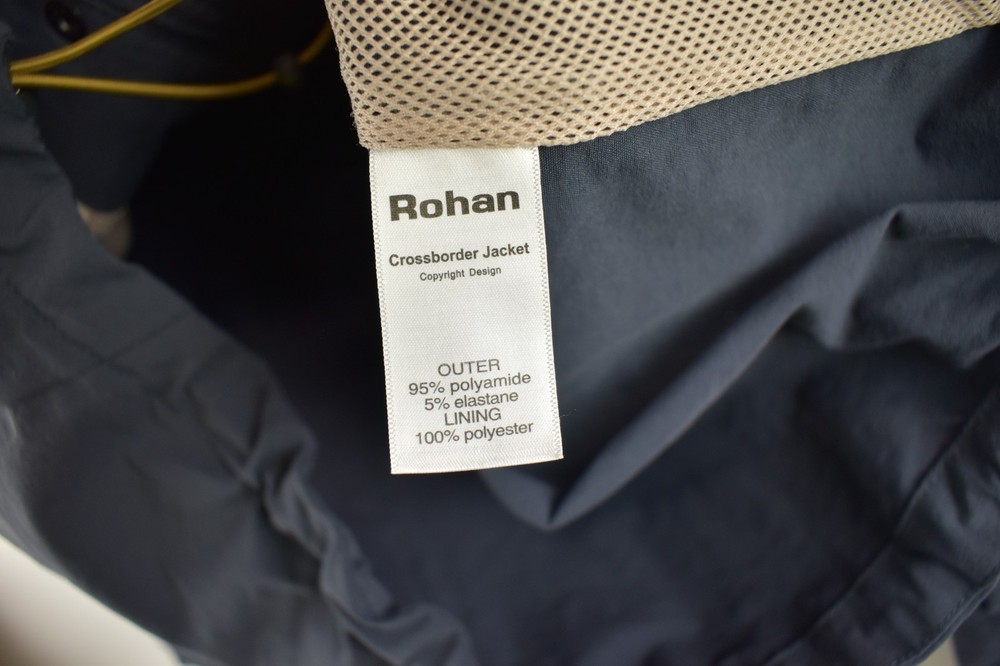 Rohan
Crossborder Jacket
Copyright Design
OUTER
95% polyamide
5% elastane
LINING
100% polyester